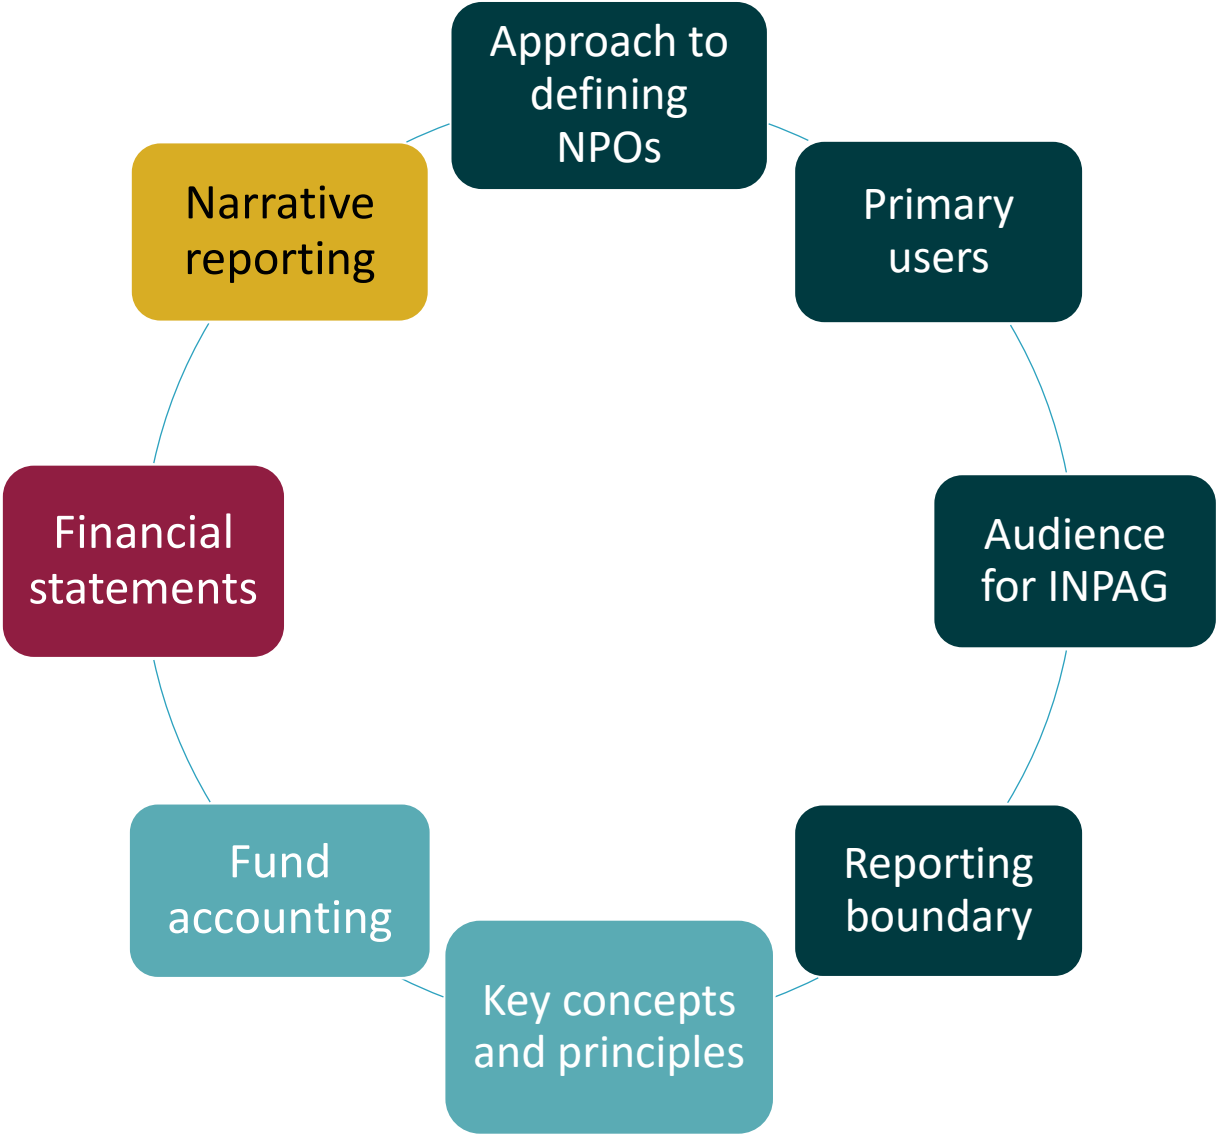 Approach to
defining
NPOs
Primary
users
Audience
for INPAG
Reporting
boundary
Key concepts
and principles
Fund
accounting
Financial
statements
Narrative
reporting